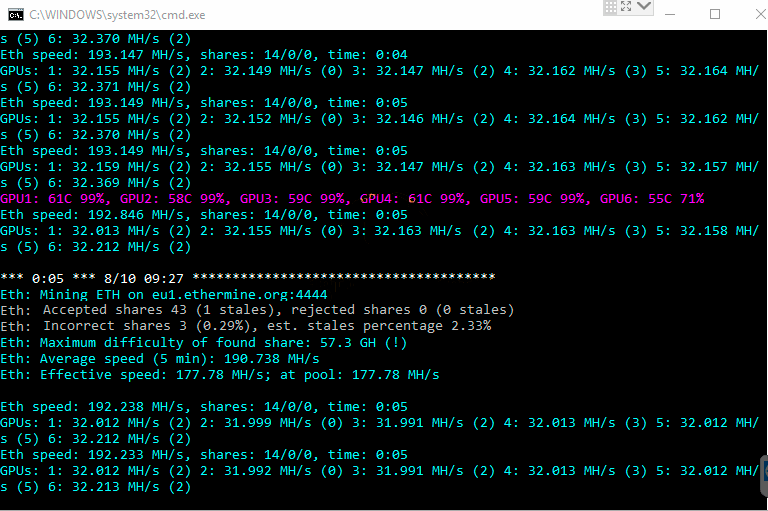 C:\WINDOWS\system32\cmd.exe
s (5) 6: 32.370 MH/s (2)
Eth speed: 193.147 MH/s, shares: 14/0/0, time: 0:04
GPUs: 1: 32.155 MH/s (2) 2: 32.149 MH/s (0) 3: 32.147 MH/s (2) 4: 32.162 MH/s (3) 5: 32.164 MH/
s (5) 6: 32.371 MH/s (2)
Eth speed: 193.149 MH/s, shares: 14/0/0, time: 0:05
GPUs: 1: 32.155 MH/s (2) 2: 32.152 MH/s (0) 3: 32.146 MH/s (2) 4: 32.164 MH/s (3) 5: 32.162 MH/
s (5) 6: 32.370 MH/s (2)
Eth speed: 193.149 MH/s, shares: 14/0/0, time: 0:05
GPUs: 1: 32.159 MH/s (2) 2: 32.155 MH/s (0) 3: 32.147 MH/s (2) 4: 32.163 MH/s (3) 5: 32.157 MH/
s (5) 6: 32.369 MH/s (2)
GPU1: 61C 99%, GPU2: 58C 99%, GPU3: 59C 99%, GPU4: 61C 99%, GPU5: 59C 99%, GPU6: 55C 71%
Eth speed: 192.846 MH/s, shares: 14/0/0, time: 0:05
GPUs: 1: 32.013 MH/s (2) 2: 32.155 MH/s (0) 3: 32.163 MH/s (2) 4: 32.163 MH/s (3) 5: 32.158 MH/
s (5) 6: 32.212 MH/s (2)
*** 0:05 *** 8/10 09:27 **************************************
Eth: Mining ETH on eu1.ethermine.org:4444
Eth: Accepted shares 43 (1 stales), rejected shares 0 (0 stales)
Eth: Incorrect shares 3 (0.29%), est. stales percentage 2.33%
Eth: Maximum difficulty of found share: 57.3 GH (!)
Eth: Average speed (5 min): 190.738 MH/s
Eth: Effective speed: 177.78 MH/s; at pool: 177.78 MH/s
Eth speed: 192.238 MH/s, shares: 14/0/0, time: 0:05
GPUs: 1: 32.012 MH/s (2) 2: 31.999 MH/s (0) 3: 31.991 MH/s (2) 4: 32.013 MH/s (3) 5: 32.012 MH/
s (5) 6: 32.212 MH/s (2)
Eth speed: 192.233 MH/s, shares: 14/0/0, time: 0:05
GPUs: 1: 32.012 MH/s (2) 2: 31.992 MH/s (0) 3: 31.991 MH/s (2) 4: 32.013 MH/s (3) 5: 32.012 MH/
s (5) 6: 32.213 MH/s (2)